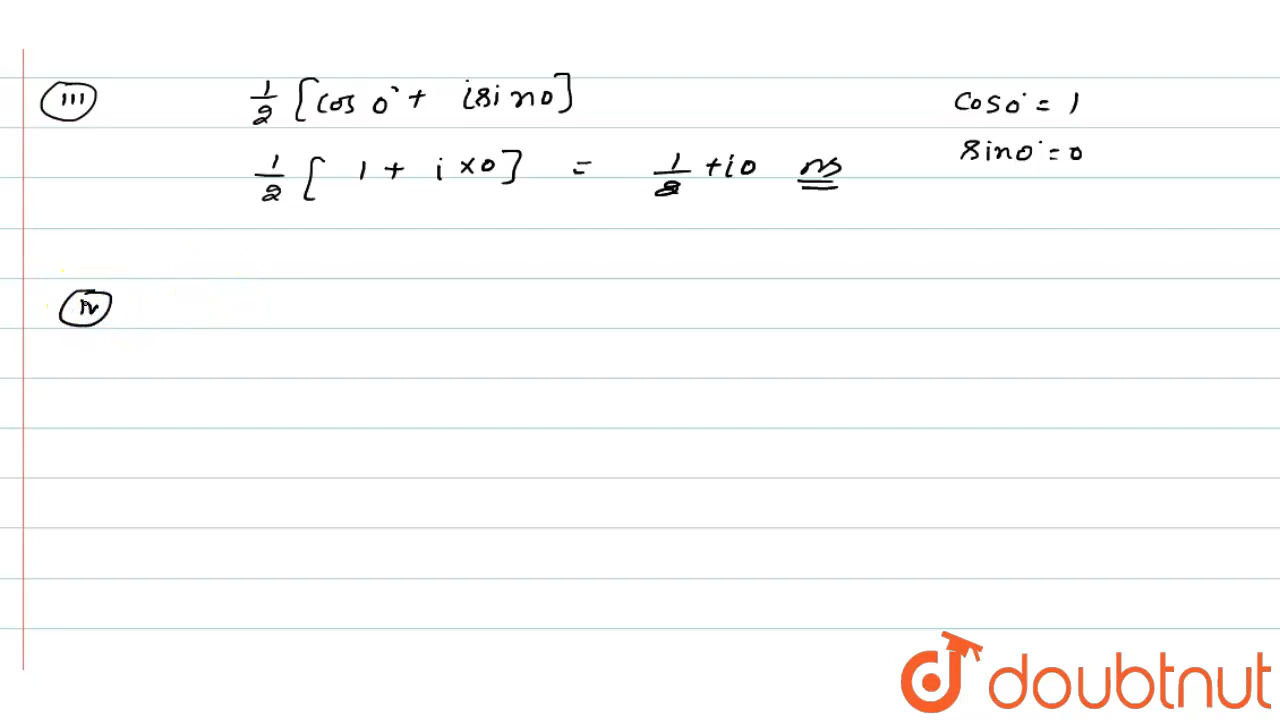 (iii) 1/2 [cos 0° + i sin 0]
cos 0° = 1
sin 0° = 0
1/2 [ 1 + i × 0 ] = 1/2 + i0
(iv)
doubtnut